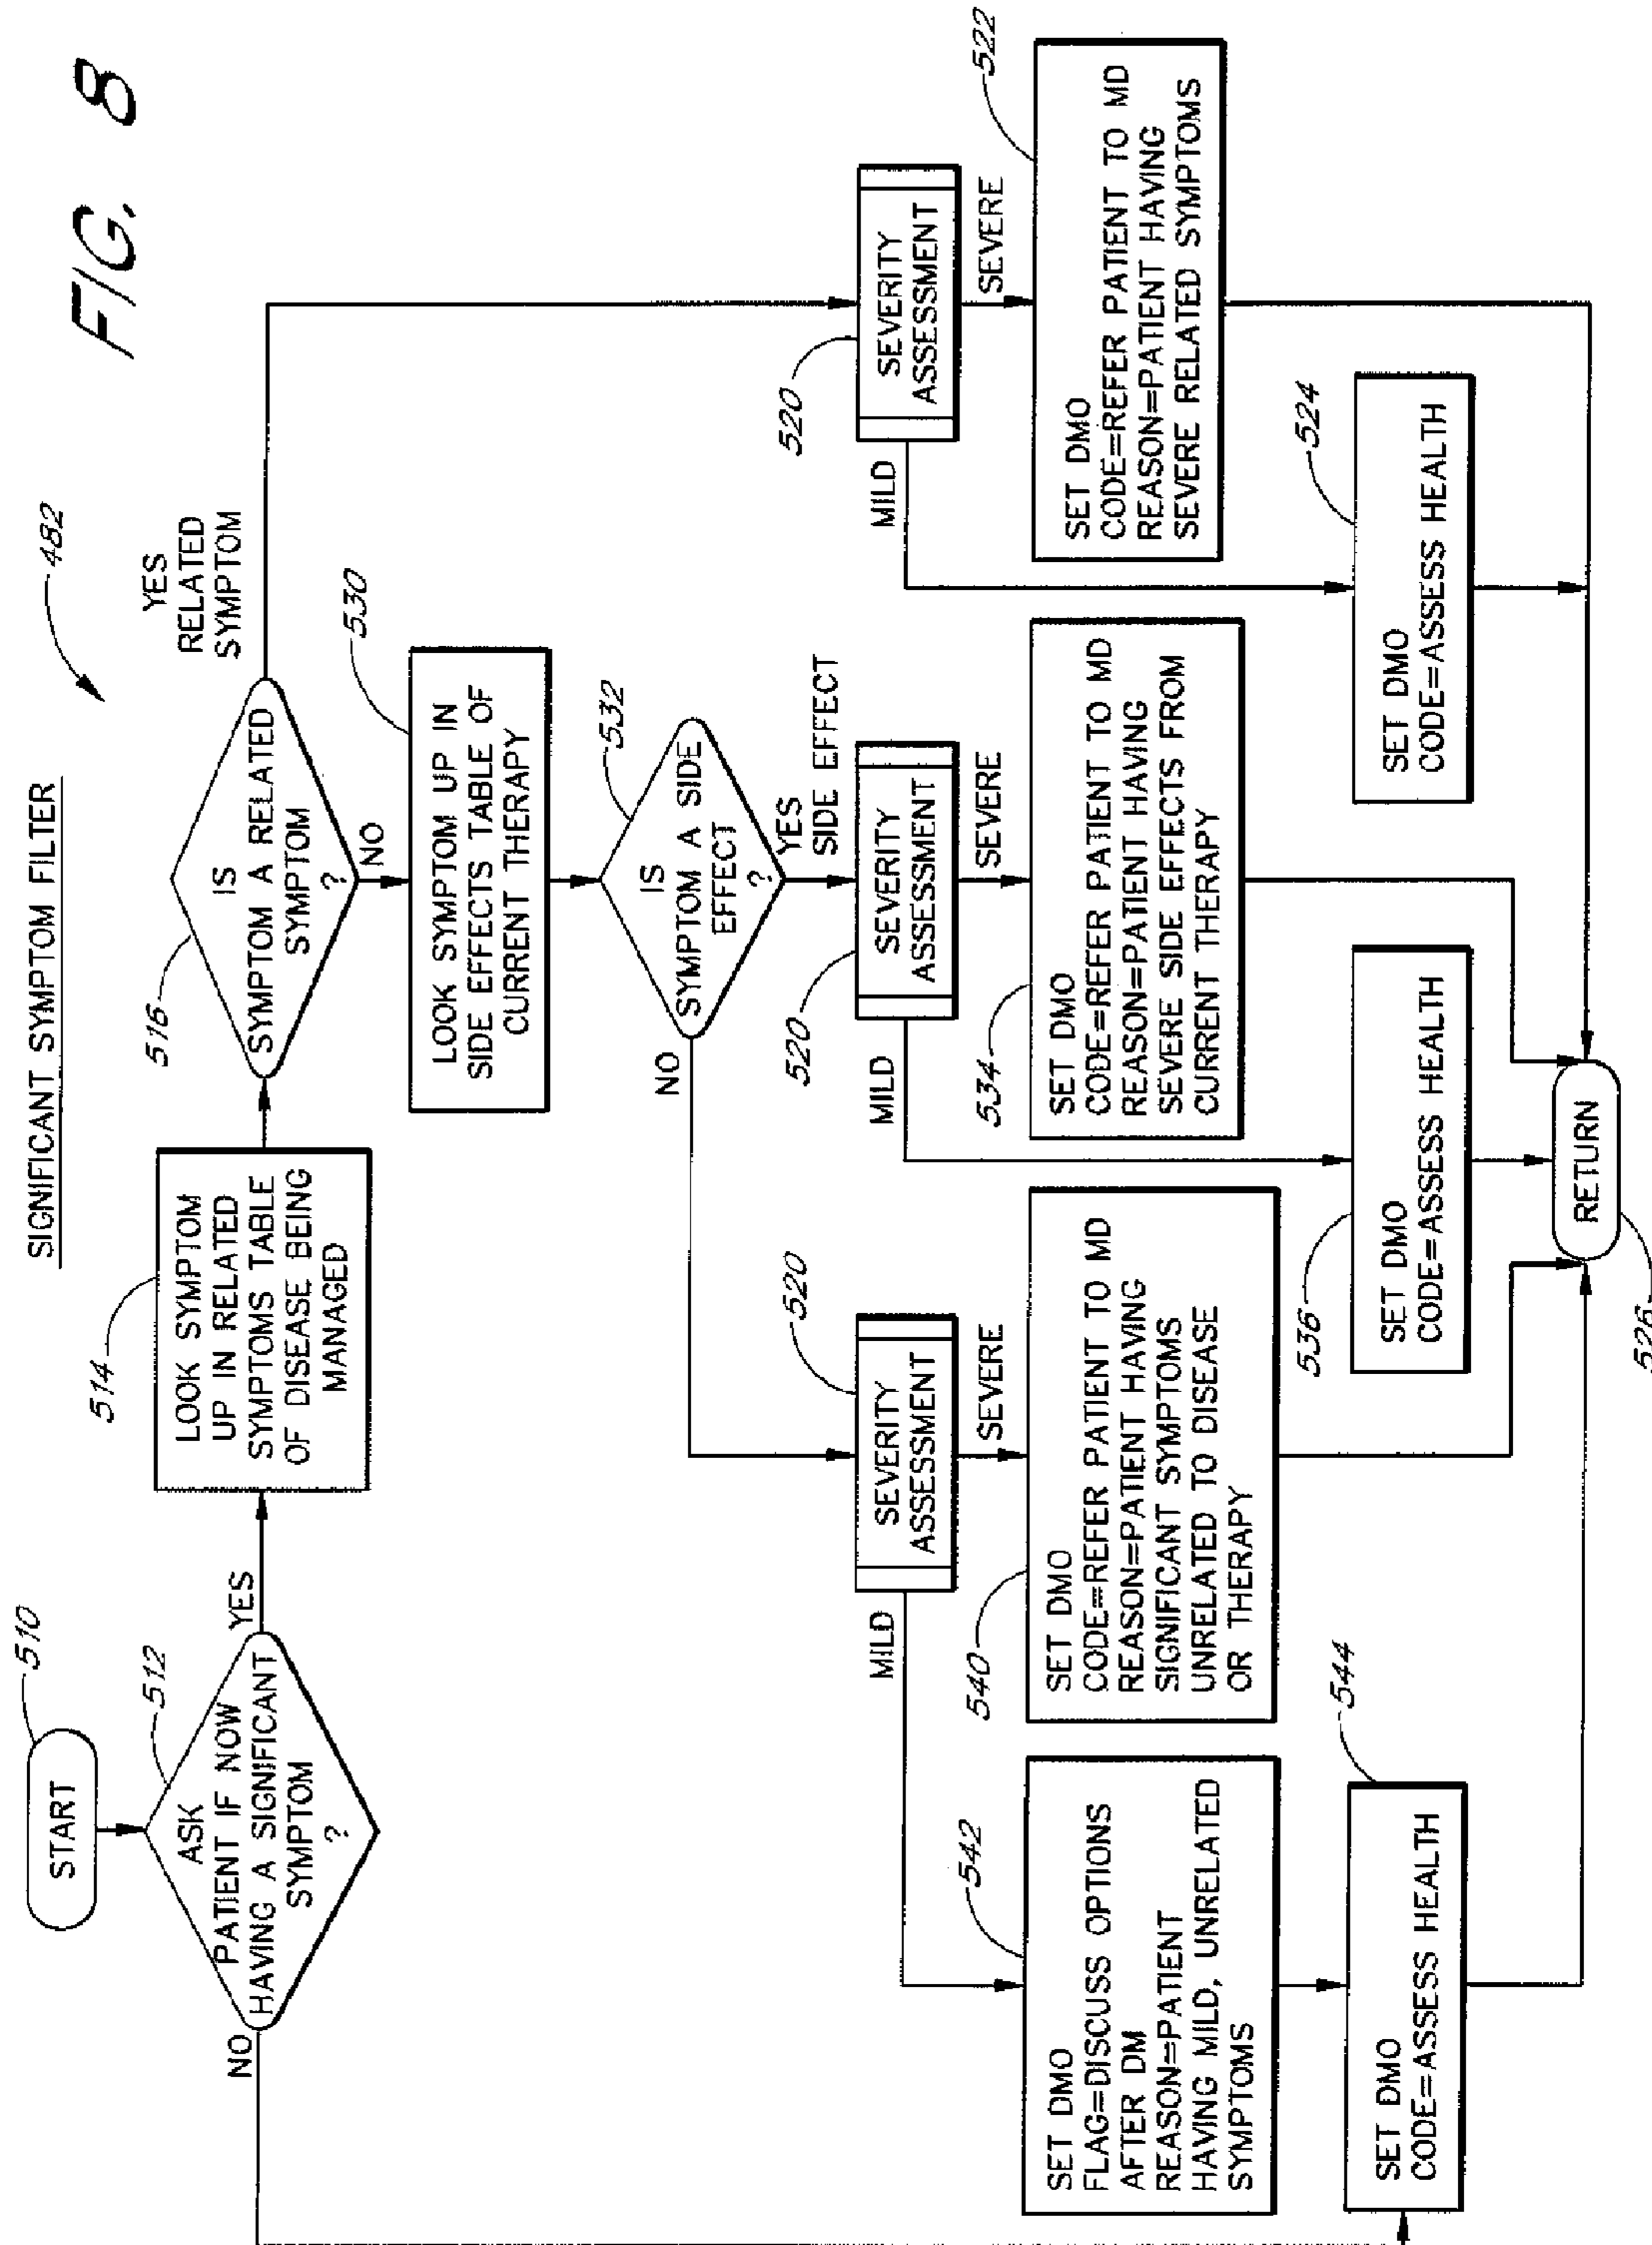 SIGNIFICANT SYMPTOM FILTER
FIG. 8
482
START
510
ASK
PATIENT IF NOW
HAVING A SIGNIFICANT
SYMPTOM
?
512
NO
YES
LOOK SYMPTOM
UP IN RELATED
SYMPTOMS TABLE
OF DISEASE BEING
MANAGED
514
IS
SYMPTOM A RELATED
SYMPTOM
?
516
YES
RELATED
SYMPTOM
NO
LOOK SYMPTOM UP IN
SIDE EFFECTS TABLE OF
CURRENT THERAPY
530
IS
SYMPTOM A SIDE
EFFECT
?
532
NO
YES
SIDE EFFECT
SEVERITY
ASSESSMENT
520
MILD
SEVERE
SEVERITY
ASSESSMENT
520
MILD
SEVERE
SEVERITY
ASSESSMENT
520
MILD
SEVERE
SET DMO
FLAG=DISCUSS OPTIONS
AFTER DM
REASON=PATIENT
HAVING MILD, UNRELATED
SYMPTOMS
542
SET DMO
CODE=REFER PATIENT TO MD
REASON=PATIENT HAVING
SIGNIFICANT SYMPTOMS
UNRELATED TO DISEASE
OR THERAPY
540
SET DMO
CODE=REFER PATIENT TO MD
REASON=PATIENT HAVING
SEVERE SIDE EFFECTS FROM
CURRENT THERAPY
534
SET DMO
CODE=REFER PATIENT TO MD
REASON=PATIENT HAVING
SEVERE RELATED SYMPTOMS
522
SET DMO
CODE=ASSESS HEALTH
544
SET DMO
CODE=ASSESS HEALTH
536
SET DMO
CODE=ASSESS HEALTH
524
RETURN
526